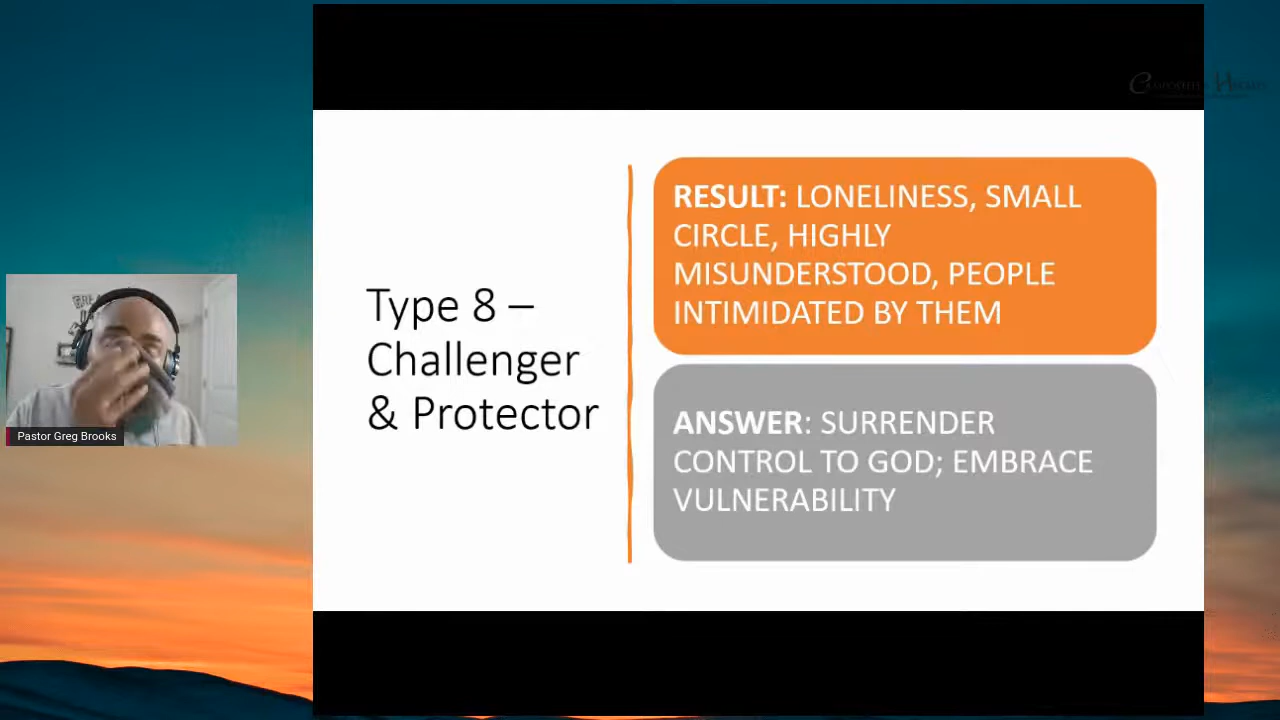 Type 8 –
Challenger
& Protector
RESULT: LONELINESS, SMALL
CIRCLE, HIGHLY
MISUNDERSTOOD, PEOPLE
INTIMIDATED BY THEM
ANSWER: SURRENDER
CONTROL TO GOD; EMBRACE
VULNERABILITY
Pastor Greg Brooks